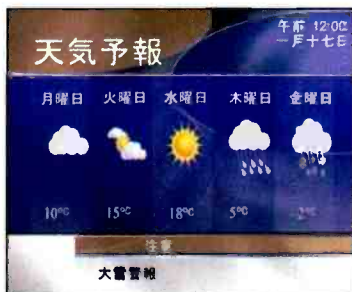 午前 12:00
一月十七日
天気予報
月曜日 火曜日 水曜日 木曜日 金曜日
10°C 15°C 18°C 5°C -2°C
注意
大雪警報